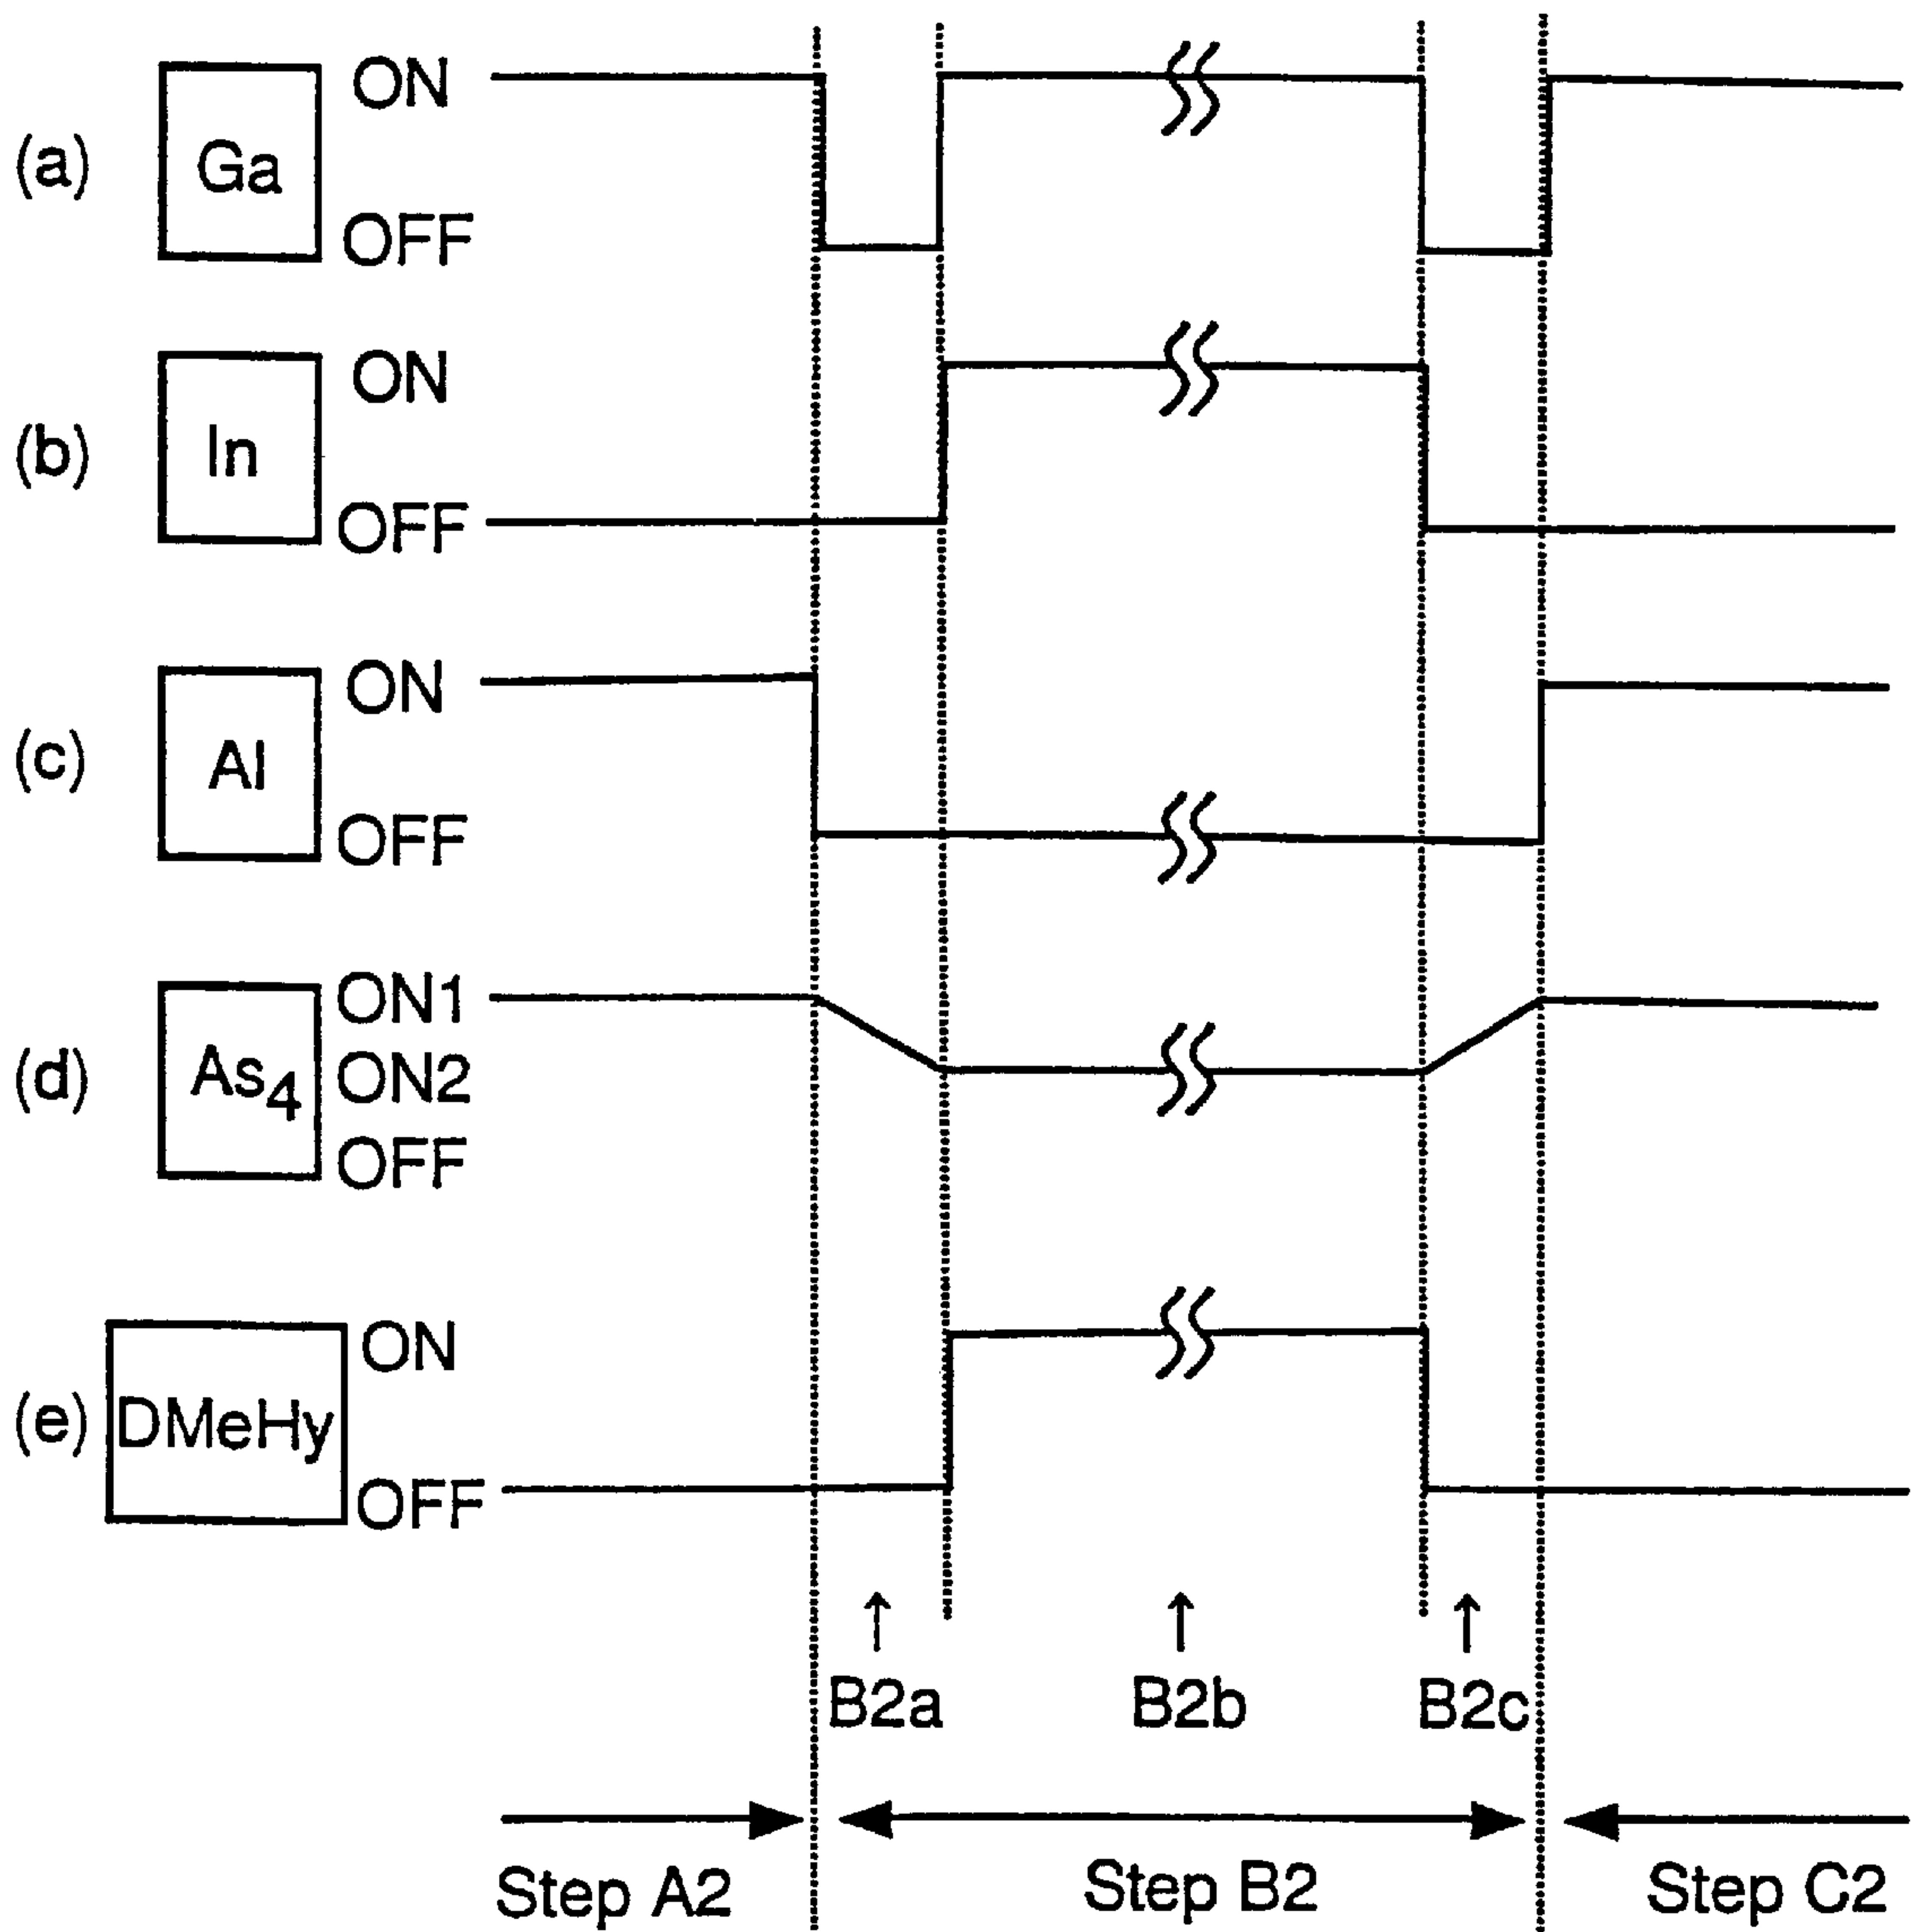 (a) Ga ON
OFF
(b) In ON
OFF
(c) Al ON
OFF
(d) As4 ON1
ON2
OFF
(e) DMeHy ON
OFF
B2a B2b B2c
Step A2 Step B2 Step C2